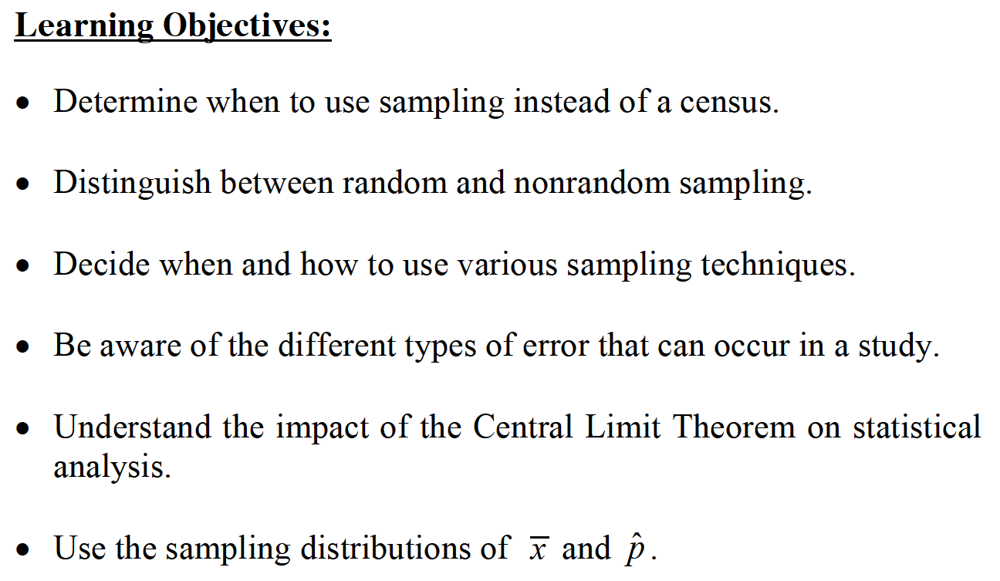 Learning Objectives:
• Determine when to use sampling instead of a census.
• Distinguish between random and nonrandom sampling.
• Decide when and how to use various sampling techniques.
• Be aware of the different types of error that can occur in a study.
• Understand the impact of the Central Limit Theorem on statistical
analysis.
• Use the sampling distributions of x̅ and p̂.